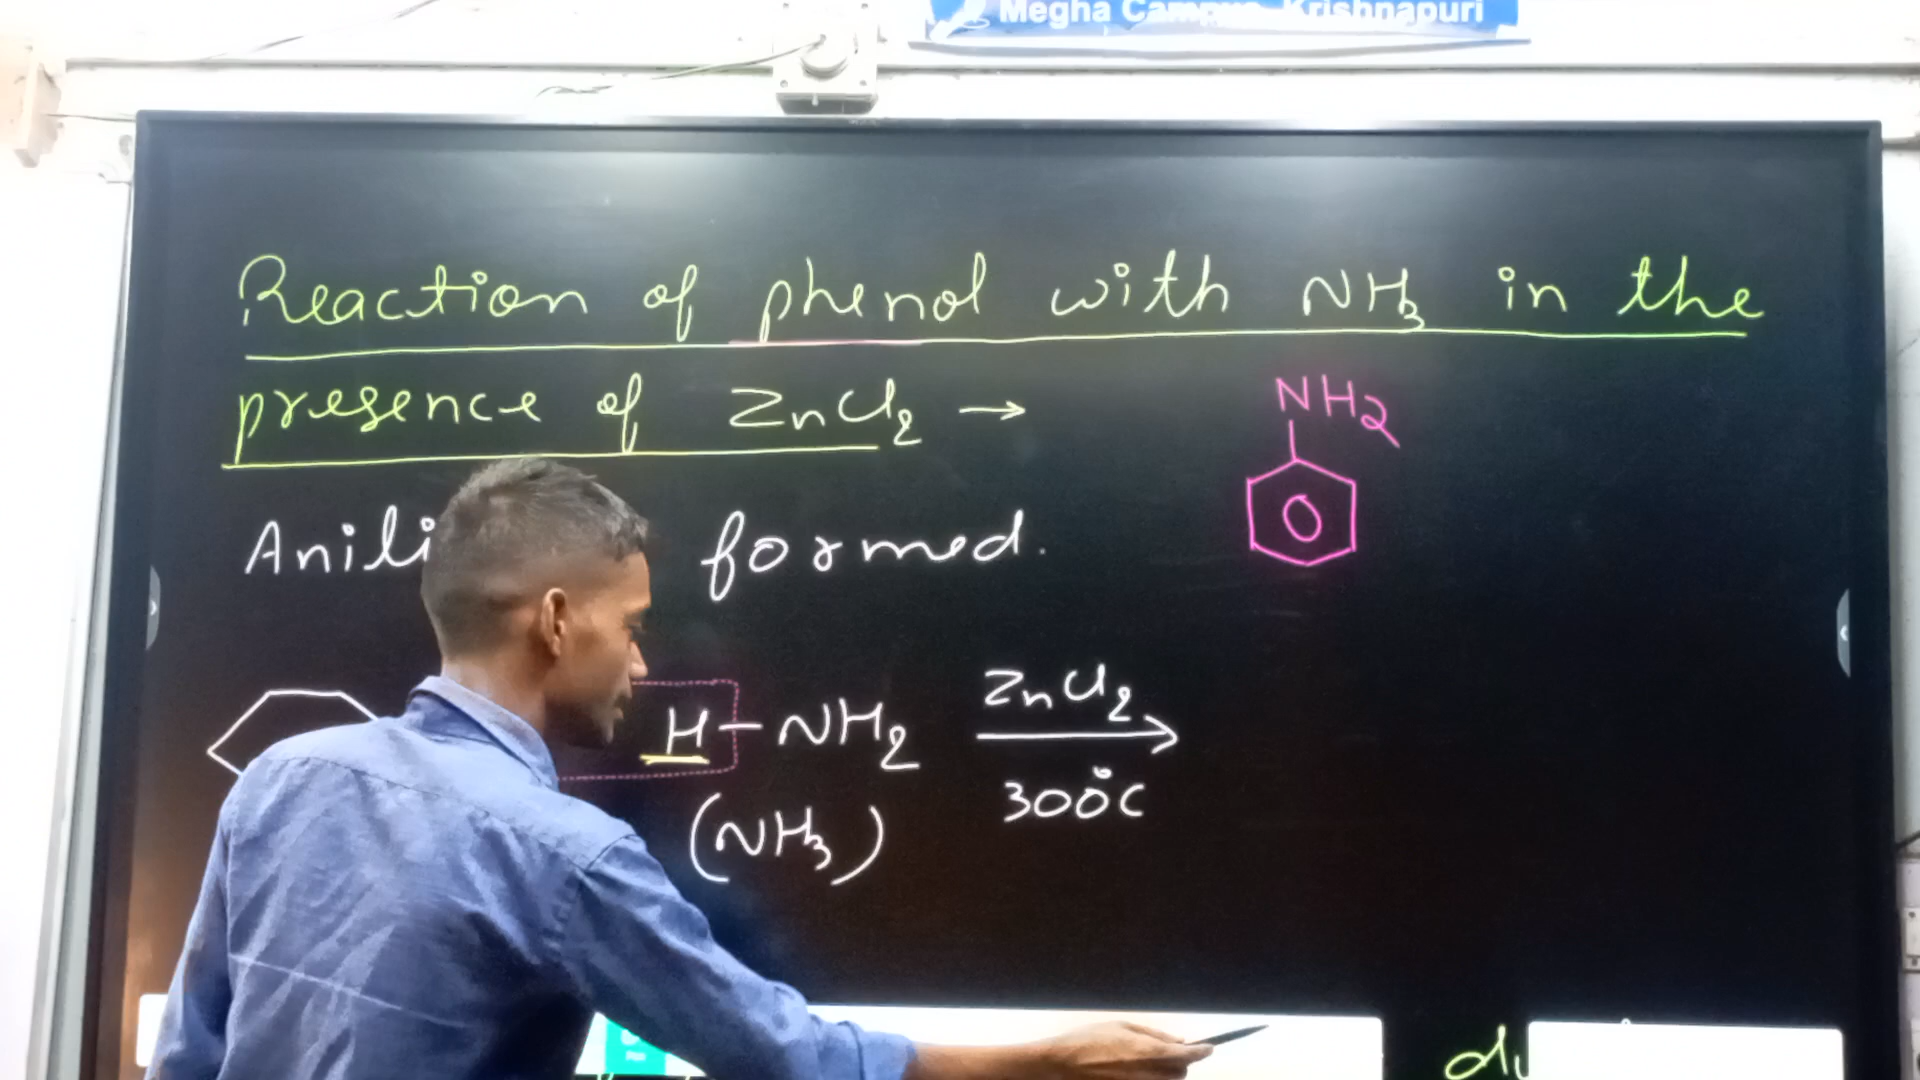 Megha Campus, Krishnapuri
Reaction of phenol with NH3 in the
presence of ZnCl2 →
NH2
formed.
H-NH2 ZnCl2
300°C
(NH3)